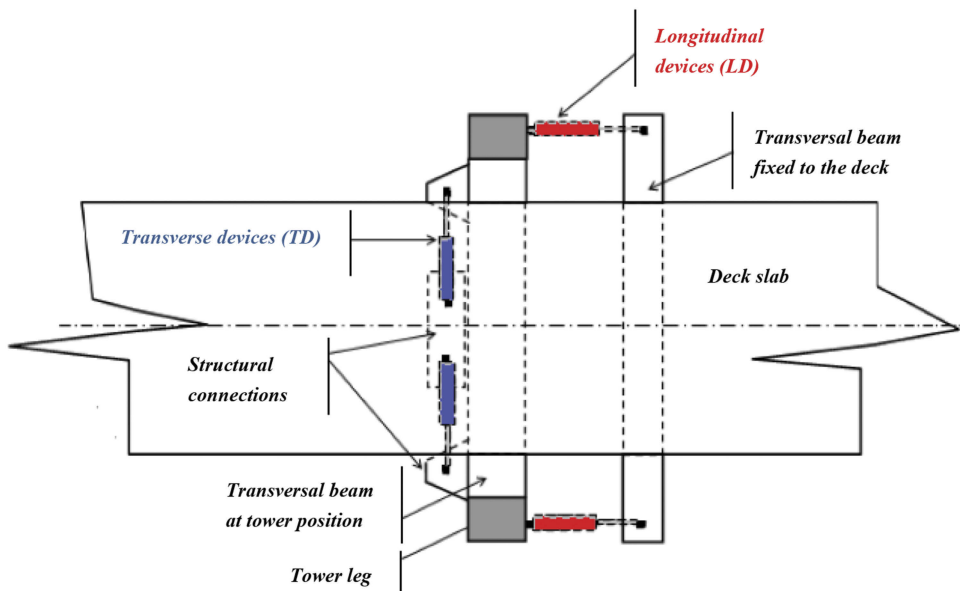 Longitudinal
devices (LD)
Transversal beam
fixed to the deck
Transverse devices (TD)
Deck slab
Structural
connections
Transversal beam
at tower position
Tower leg